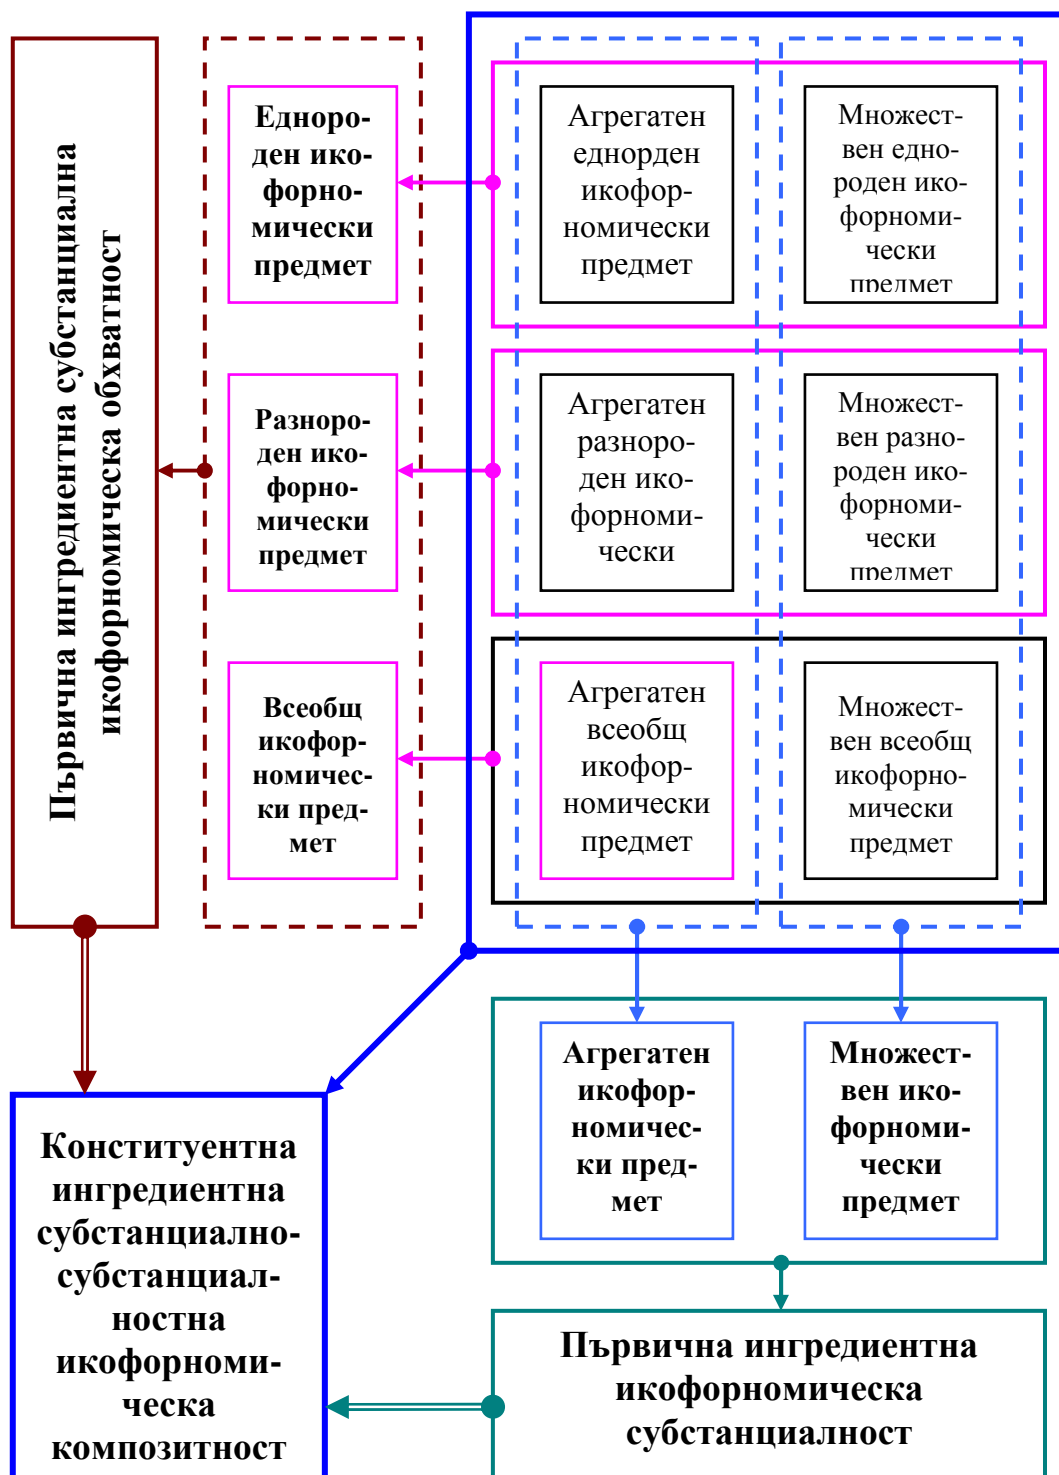 Първична ингредиентна субстанциална
икофорномическа обхватност
Едноро-
ден ико-
форно-
мически
предмет
Агрегатен
еднорден
икофор-
номически
предмет
Множест-
вен едно-
роден ико-
форноми-
чески
предмет
Разноро-
ден ико-
форно-
мически
предмет
Агрегатен
разноро-
ден ико-
форноми-
чески
Множест-
вен разно-
роден ико-
форноми-
чески
предмет
Всеобщ
икофор-
номичес-
ки пред-
мет
Агрегатен
всеобщ
икофор-
номически
предмет
Множест-
вен всеобщ
икофорно-
мически
предмет
Агрегатен
икофор-
номичес-
ки пред-
мет
Множест-
вен ико-
форноми-
чески
предмет
Конституентна
ингредиентна
субстанциално-
субстанциал-
ностна
икофорноми-
ческа
композитност
Първична ингредиентна
икофорномическа
субстанциалност